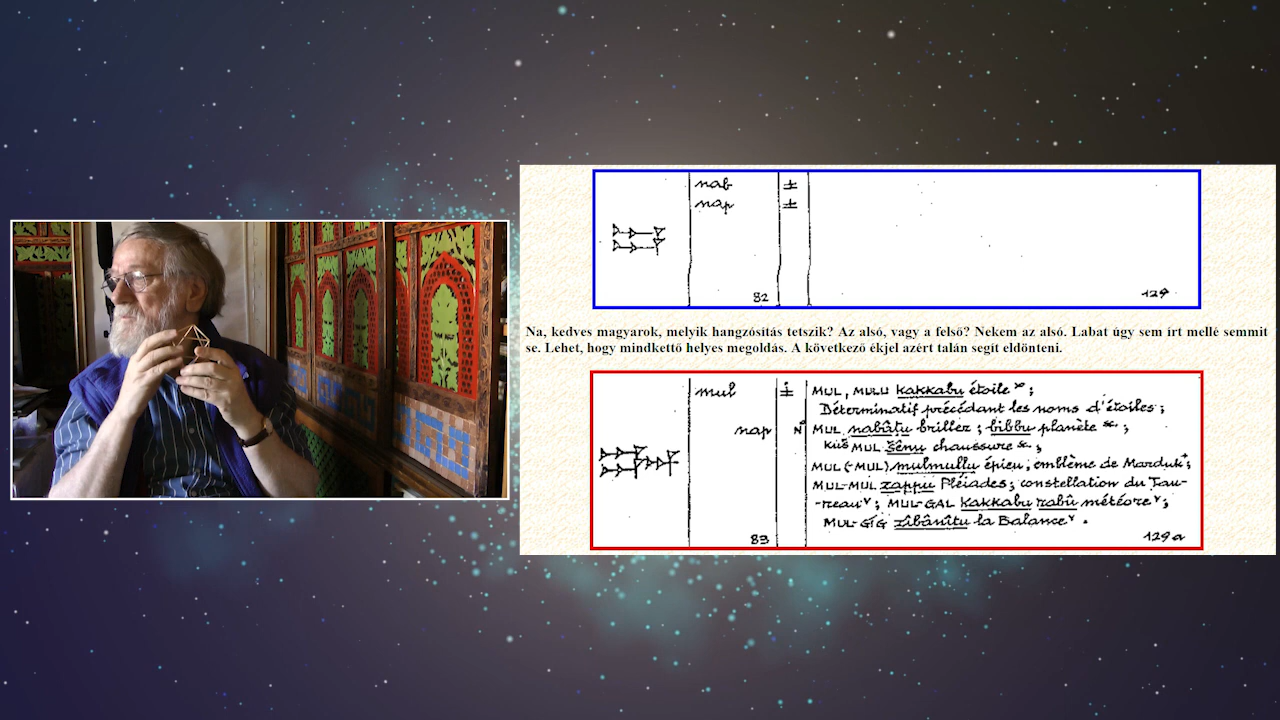 nab ±
nap ±
82 129
Na, kedves magyarok, melyik hangzósítás tetszik? Az alsó, vagy a felső? Nekem az alsó. Labat úgy sem írt mellé semmit
se. Lehet, hogy mindkettő helyes megoldás. A következő ékjel azért talán segít eldönteni.
mul MUL, MULU kakkabu étoile ;
Déterminatif précédant les noms d'étoiles ;
nap N MUL nabâṭu briller ; bibbu planète ;
MUL šênu chaussure ;
MUL (-MUL) mulmullu épieu ; emblème de Marduk ;
MUL-MUL zappu Pléiades ; constellation du Tau-
-reau ; MUL-GAL kakkabu rabû météore ;
MUL-GÍG zibânîtu la Balance .
83 129a